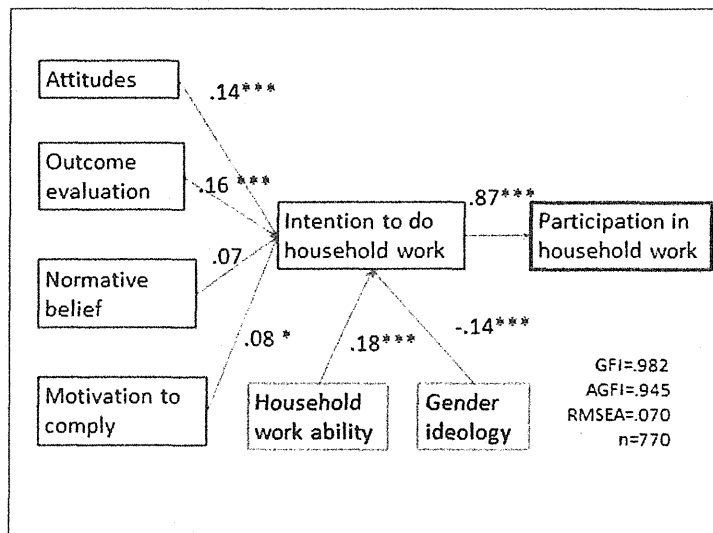 Attitudes
.14***
Outcome
evaluation
.16 ***
Intention to do
household work
.87***
Participation in
household work
Normative
belief
.07
.08 *
Motivation to
comply
.18***
-.14***
Household
work ability
Gender
ideology
GFI=.982
AGFI=.945
RMSEA=.070
n=770